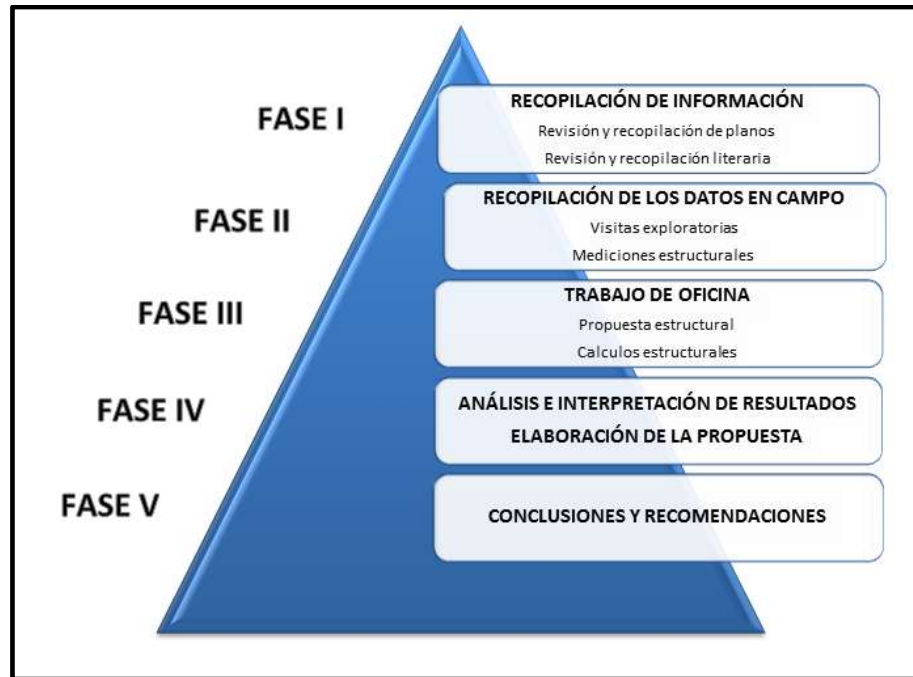 FASE I
RECOPILACIÓN DE INFORMACIÓN
Revisión y recopilación de planos
Revisión y recopilación literaria
FASE II
RECOPILACIÓN DE LOS DATOS EN CAMPO
Visitas exploratorias
Mediciones estructurales
FASE III
TRABAJO DE OFICINA
Propuesta estructural
Calculos estructurales
FASE IV
ANÁLISIS E INTERPRETACIÓN DE RESULTADOS
ELABORACIÓN DE LA PROPUESTA
FASE V
CONCLUSIONES Y RECOMENDACIONES